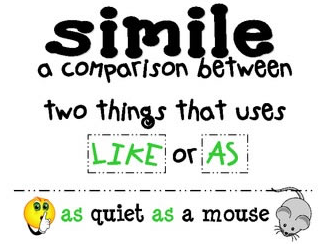 simile
a comparison between
two things that uses
LIKE or AS
as quiet as a mouse